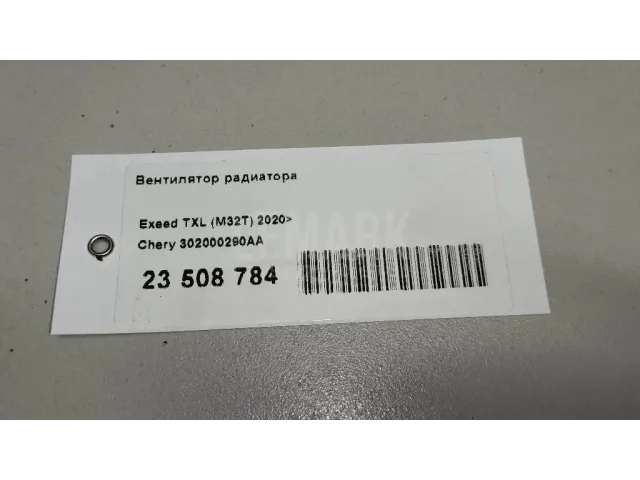 Вентилятор радиатора
Exeed TXL (M32T) 2020>
Chery 302000290AA
23 508 784